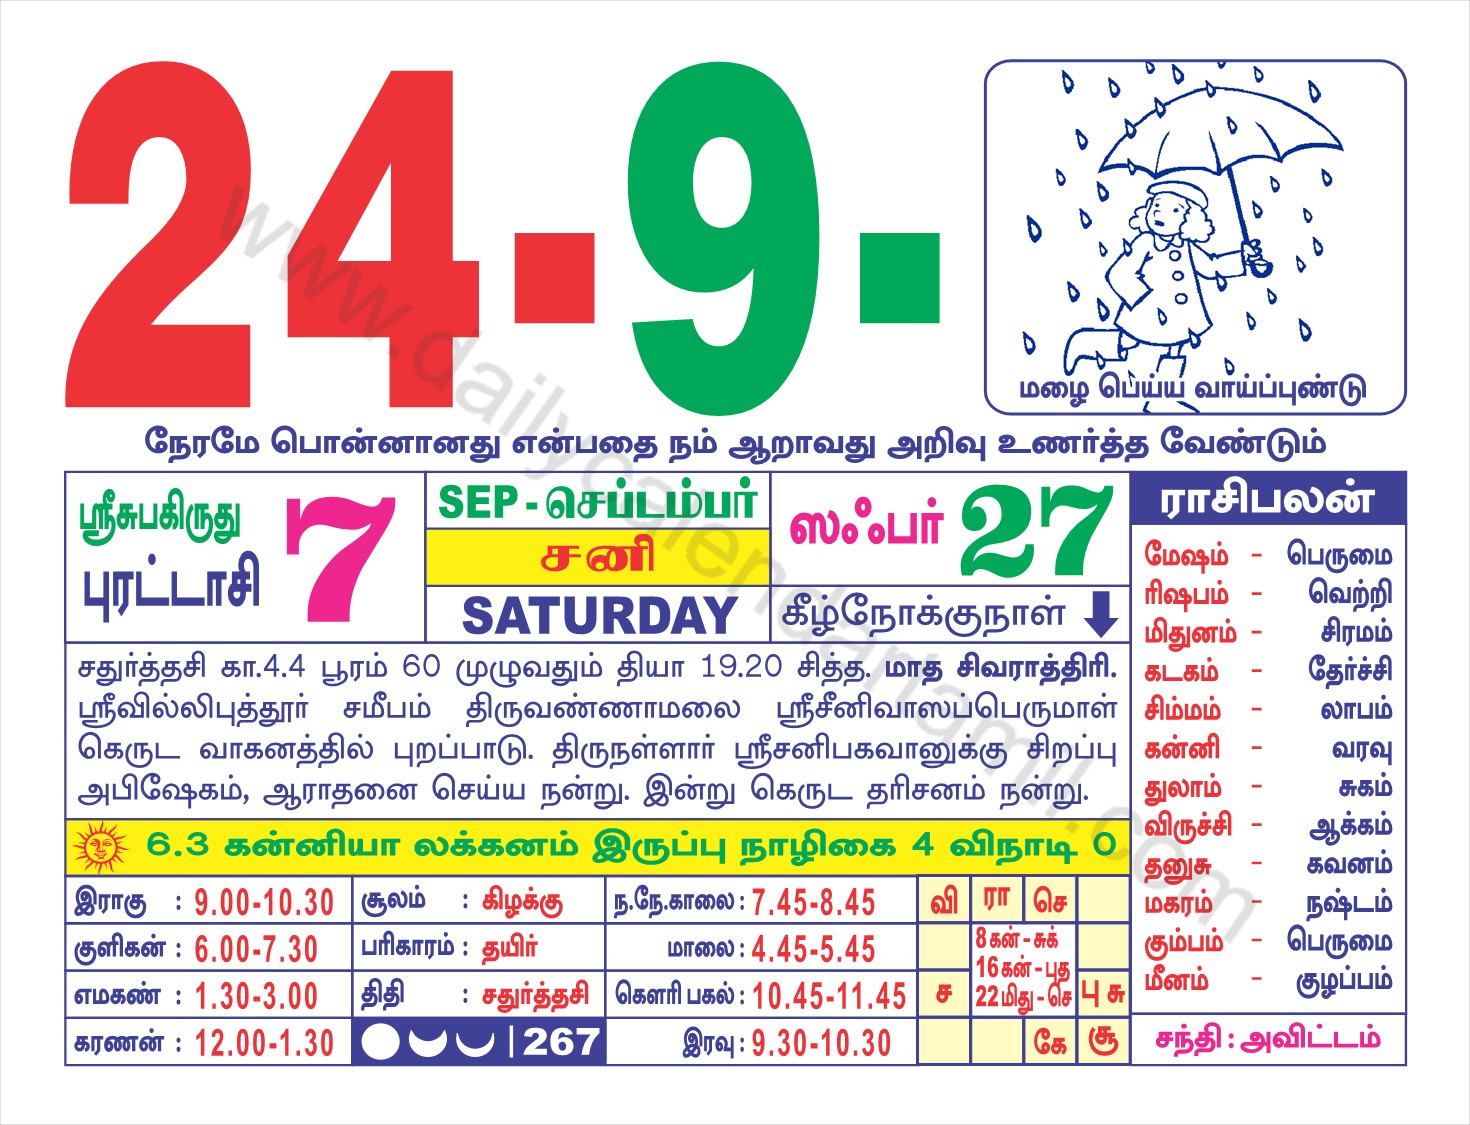 24-9-
மழை பெய்ய வாய்ப்புண்டு
நேரமே பொன்னானது என்பதை நம் ஆறாவது அறிவு உணர்த்த வேண்டும்
ஸ்ரீசுபகிருது
புரட்டாசி 7
SEP - செப்டம்பர்
சனி
SATURDAY
ஸஃபர் 27
கீழ்நோக்குநாள்
சதுர்த்தசி கா.4.4 பூரம் 60 முழுவதும் தியா 19.20 சித்த. மாத சிவராத்திரி.
ஸ்ரீவில்லிபுத்தூர் சமீபம் திருவண்ணாமலை ஸ்ரீசீனிவாஸப்பெருமாள்
கெருட வாகனத்தில் புறப்பாடு. திருநள்ளார் ஸ்ரீசனிபகவானுக்கு சிறப்பு
அபிஷேகம், ஆராதனை செய்ய நன்று. இன்று கெருட தரிசனம் நன்று.
6.3 கன்னியா லக்கனம் இருப்பு நாழிகை 4 விநாடி 0
இராகு : 9.00-10.30
குளிகன் : 6.00-7.30
எமகண் : 1.30-3.00
கரணன் : 12.00-1.30
சூலம் : கிழக்கு
பரிகாரம் : தயிர்
திதி : சதுர்த்தசி
267
ந.நே.காலை : 7.45-8.45
மாலை : 4.45-5.45
கௌரி பகல் : 10.45-11.45
இரவு : 9.30-10.30
வி ரா செ
8 கன் - சுக்
16 கன் - புத
22 மிது - செ
ச
பு சு
கே சூ
ராசிபலன்
மேஷம் - பெருமை
ரிஷபம் - வெற்றி
மிதுனம் - சிரமம்
கடகம் - தேர்ச்சி
சிம்மம் - லாபம்
கன்னி - வரவு
துலாம் - சுகம்
விருச்சி - ஆக்கம்
தனுசு - கவனம்
மகரம் - நஷ்டம்
கும்பம் - பெருமை
மீனம் - குழப்பம்
சந்தி : அவிட்டம்
www.dailycalendartamil.com